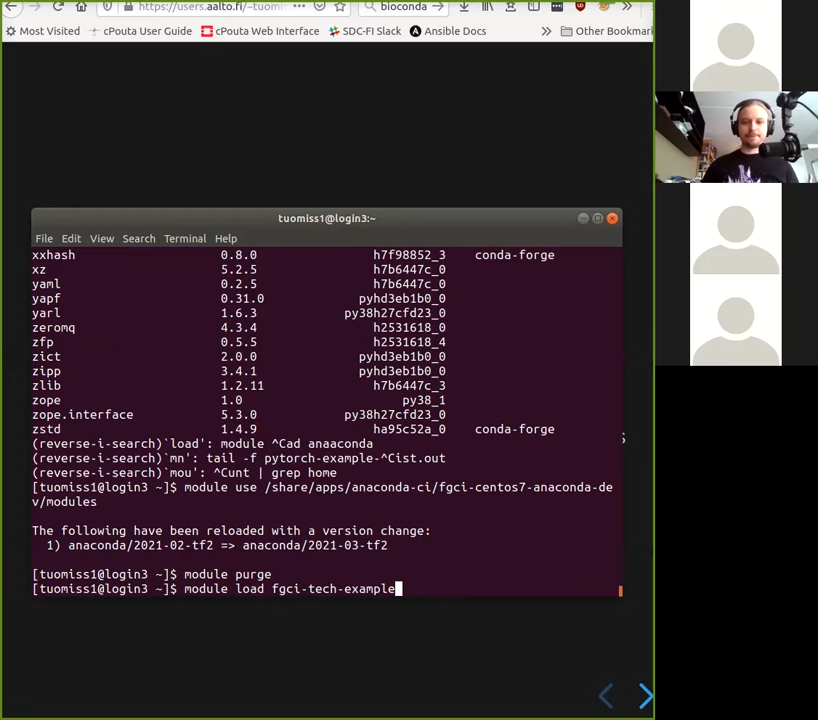 https://users.aalto.fi/~tuomi
bioconda
Most Visited
cPouta User Guide
cPouta Web Interface
SDC-FI Slack
Ansible Docs
Other Bookmar
tuomiss1@login3:~
File Edit View Search Terminal Help
xxhash 0.8.0 h7f98852_3 conda-forge
xz 5.2.5 h7b6447c_0
yaml 0.2.5 h7b6447c_0
yapf 0.31.0 pyhd3eb1b0_0
yarl 1.6.3 py38h27cfd23_0
zeromq 4.3.4 h2531618_0
zfp 0.5.5 h2531618_4
zict 2.0.0 pyhd3eb1b0_0
zipp 3.4.1 pyhd3eb1b0_0
zlib 1.2.11 h7b6447c_3
zope 1.0 py38_1
zope.interface 5.3.0 py38h27cfd23_0
zstd 1.4.9 ha95c52a_0 conda-forge
(reverse-i-search)`load': module ^Cad anaaconda
(reverse-i-search)`mn': tail -f pytorch-example-^Cist.out
(reverse-i-search)`mou': ^Cunt | grep home
[tuomiss1@login3 ~]$ module use /share/apps/anaconda-ci/fgci-centos7-anaconda-de
v/modules
The following have been reloaded with a version change:
1) anaconda/2021-02-tf2 => anaconda/2021-03-tf2
[tuomiss1@login3 ~]$ module purge
[tuomiss1@login3 ~]$ module load fgci-tech-example